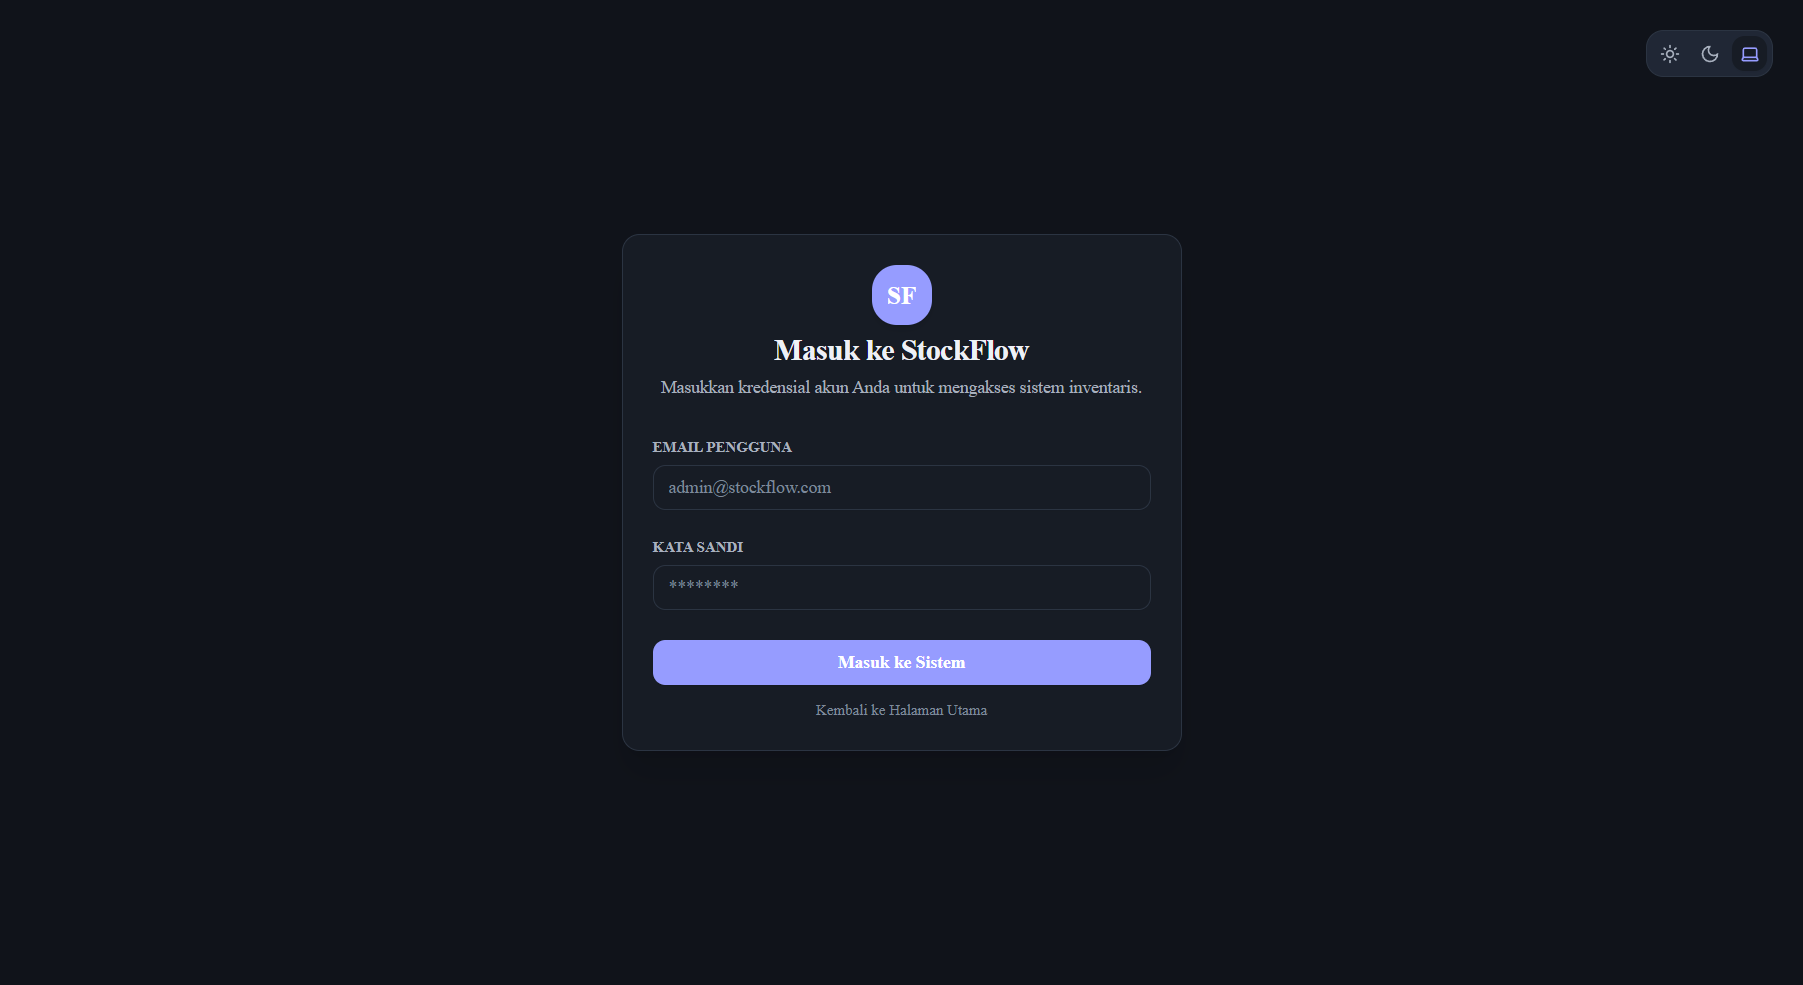 SF
Masuk ke StockFlow
Masukkan kredensial akun Anda untuk mengakses sistem inventaris.
EMAIL PENGGUNA
admin@stockflow.com
KATA SANDI
********
Masuk ke Sistem
Kembali ke Halaman Utama